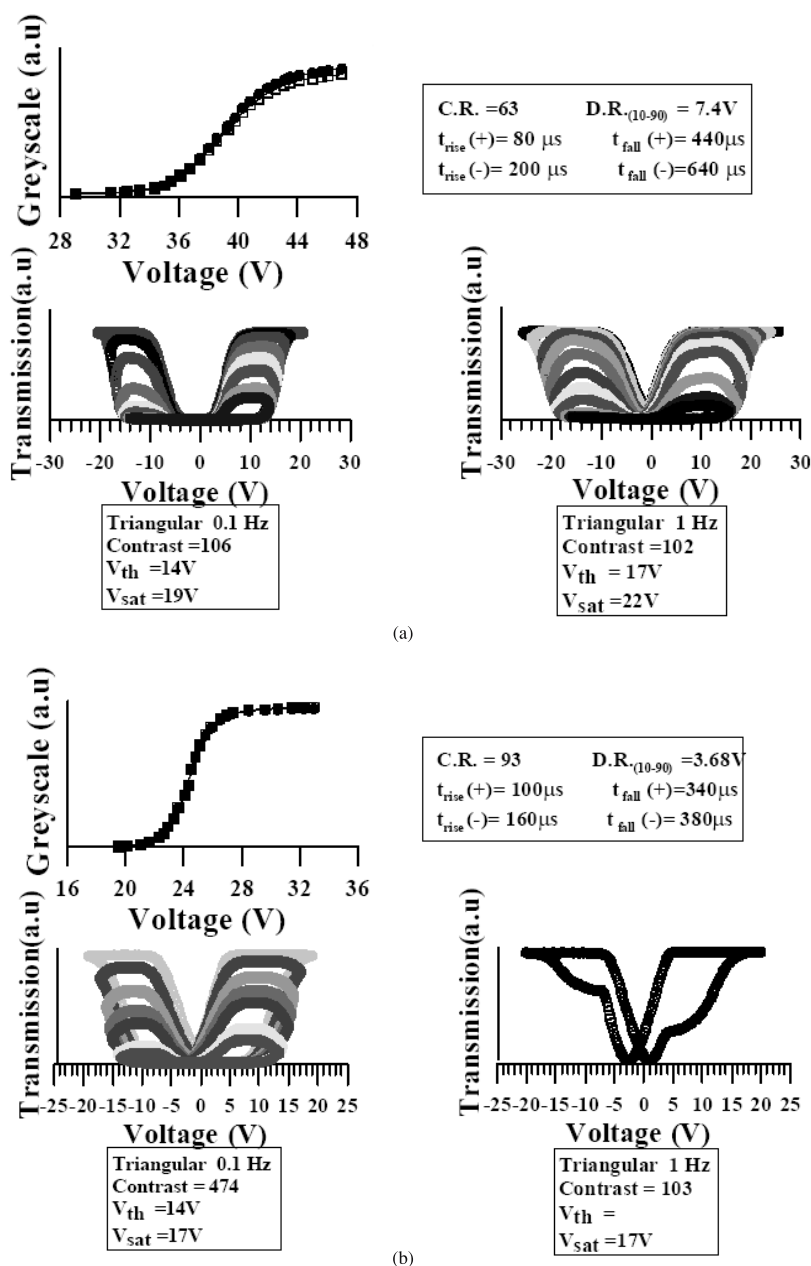 Greyscale (a.u)
28 32 36 40 44 48
Voltage (V)
C.R. =63 D.R.(10-90) = 7.4V
trise (+)= 80 μs tfall (+)= 440μs
trise (-)= 200 μs tfall (-)=640 μs
Transmission(a.u)
-30 -20 -10 0 10 20 30
Voltage (V)
Triangular 0.1 Hz
Contrast =106
Vth =14V
Vsat =19V
Transmission(a.u)
-30 -20 -10 0 10 20 30
Voltage (V)
Triangular 1 Hz
Contrast =102
Vth = 17V
Vsat =22V
(a)
Greyscale (a.u)
16 20 24 28 32 36
Voltage (V)
C.R. = 93 D.R.(10-90) =3.68V
trise (+)= 100μs tfall (+)=340μs
trise (-)= 160μs tfall (-)= 380μs
Transmission(a.u)
-25 -20 -15 -10 -5 0 5 10 15 20 25
Voltage (V)
Triangular 0.1 Hz
Contrast = 474
Vth =14V
Vsat =17V
Transmission(a.u)
-25 -20 -15 -10 -5 0 5 10 15 20 25
Voltage (V)
Triangular 1 Hz
Contrast = 103
Vth =
Vsat =17V
(b)